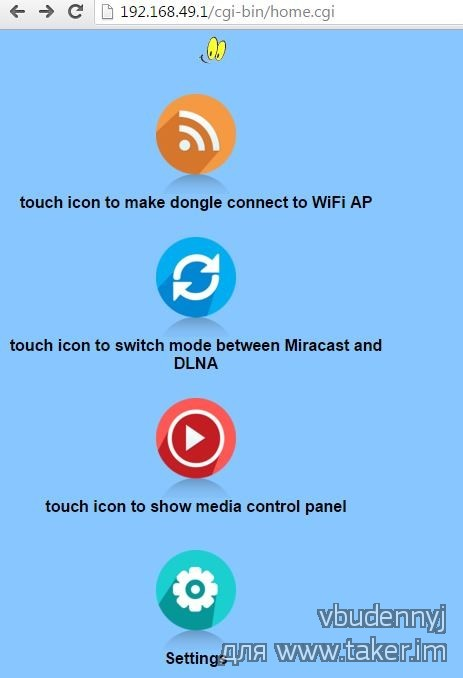 192.168.49.1/cgi-bin/home.cgi
touch icon to make dongle connect to WiFi AP
touch icon to switch mode between Miracast and
DLNA
touch icon to show media control panel
Settings
vbudennyj
для www.taker.im